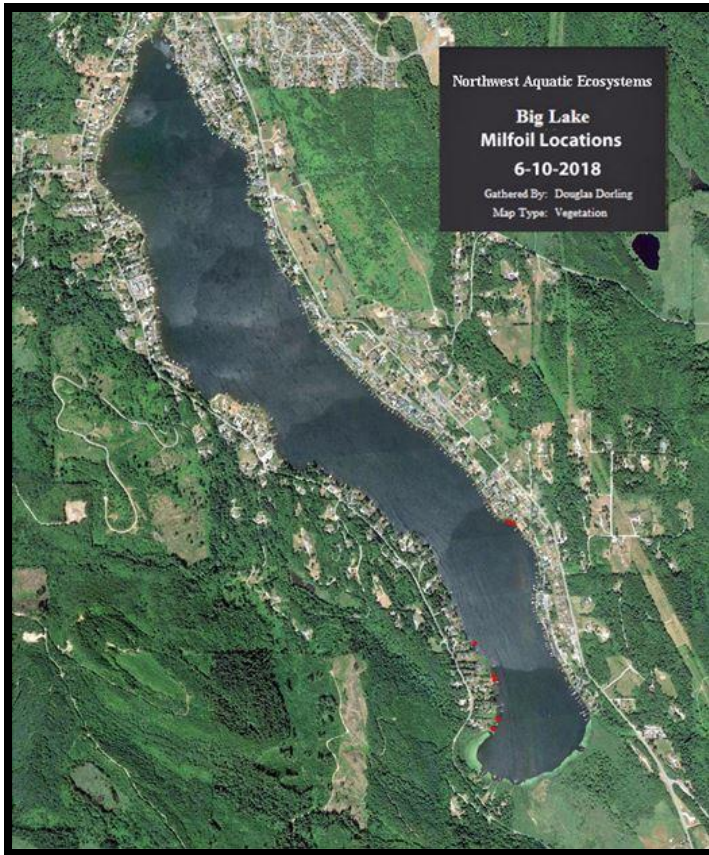 Northwest Aquatic Ecosystems
Big Lake
Milfoil Locations
6-10-2018
Gathered By: Douglas Dorling
Map Type: Vegetation